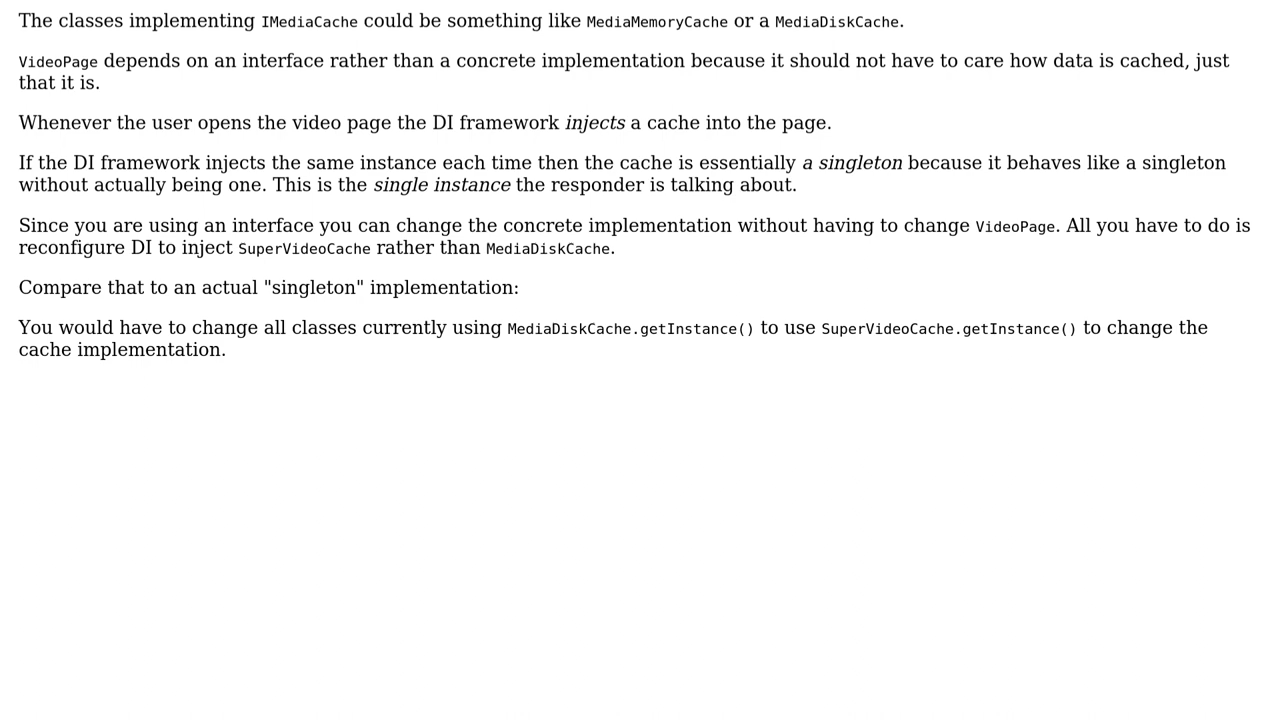 The classes implementing IMediaCache could be something like MediaMemoryCache or a MediaDiskCache.
VideoPage depends on an interface rather than a concrete implementation because it should not have to care how data is cached, just
that it is.
Whenever the user opens the video page the DI framework injects a cache into the page.
If the DI framework injects the same instance each time then the cache is essentially a singleton because it behaves like a singleton
without actually being one. This is the single instance the responder is talking about.
Since you are using an interface you can change the concrete implementation without having to change VideoPage. All you have to do is
reconfigure DI to inject SuperVideoCache rather than MediaDiskCache.
Compare that to an actual "singleton" implementation:
You would have to change all classes currently using MediaDiskCache.getInstance() to use SuperVideoCache.getInstance() to change the
cache implementation.